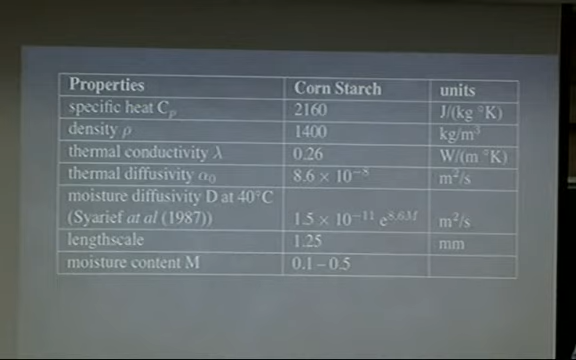 Properties Corn Starch units
specific heat Cₚ 2160 J/(kg °K)
density ρ 1400 kg/m³
thermal conductivity λ 0.26 W/(m °K)
thermal diffusivity α₀ 8.6 × 10⁻⁸ m²/s
moisture diffusivity D at 40°C
(Syarief at al (1987)) 1.5 × 10⁻¹¹ e^8.6M m²/s
lengthscale 1.25 mm
moisture content M 0.1 – 0.5